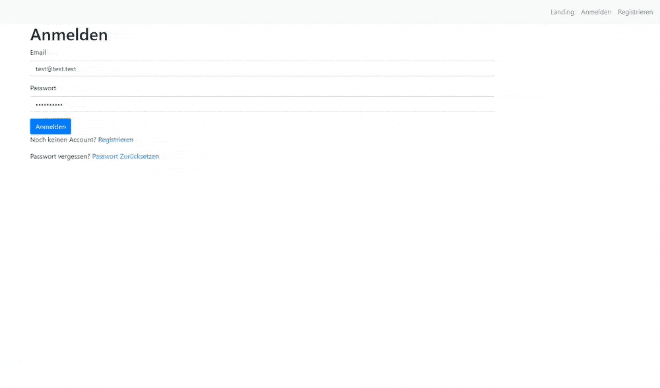 Landing Anmelden Registrieren
Anmelden
Email
test@test.test
Passwort
••••••••••
Anmelden
Noch keinen Account? Registrieren
Passwort vergessen? Passwort Zurücksetzen